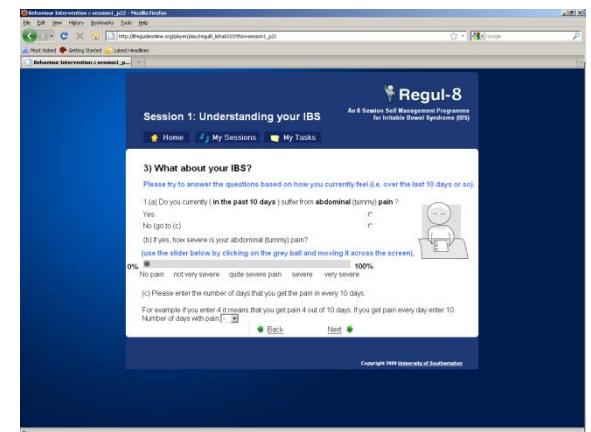 Behaviour Intervention :: session1_p22 - Mozilla Firefox
File Edit View History Bookmarks Tools Help
Google
Most Visited Getting Started Latest Headlines
Behaviour Intervention :: session1_p...
Regul-8
An 8 Session Self Management Programme
for Irritable Bowel Syndrome (IBS)
Session 1: Understanding your IBS
Home My Sessions My Tasks
3) What about your IBS?
Please try to answer the questions based on how you currently feel (i.e. over the last 10 days or so).
1 (a) Do you currently ( in the past 10 days ) suffer from abdominal (tummy) pain ?
Yes
No (go to (c)
(b) If yes, how severe is your abdominal (tummy) pain?
(use the slider below by clicking on the grey ball and moving it across the screen).
0% 100%
No pain not very severe quite severe pain severe very severe
(c) Please enter the number of days that you get the pain in every 10 days.
For example if you enter 4 it means that you get pain 4 out of 10 days. If you get pain every day enter 10
Number of days with pain: -
Back Next
Copyright 2008 University of Southampton